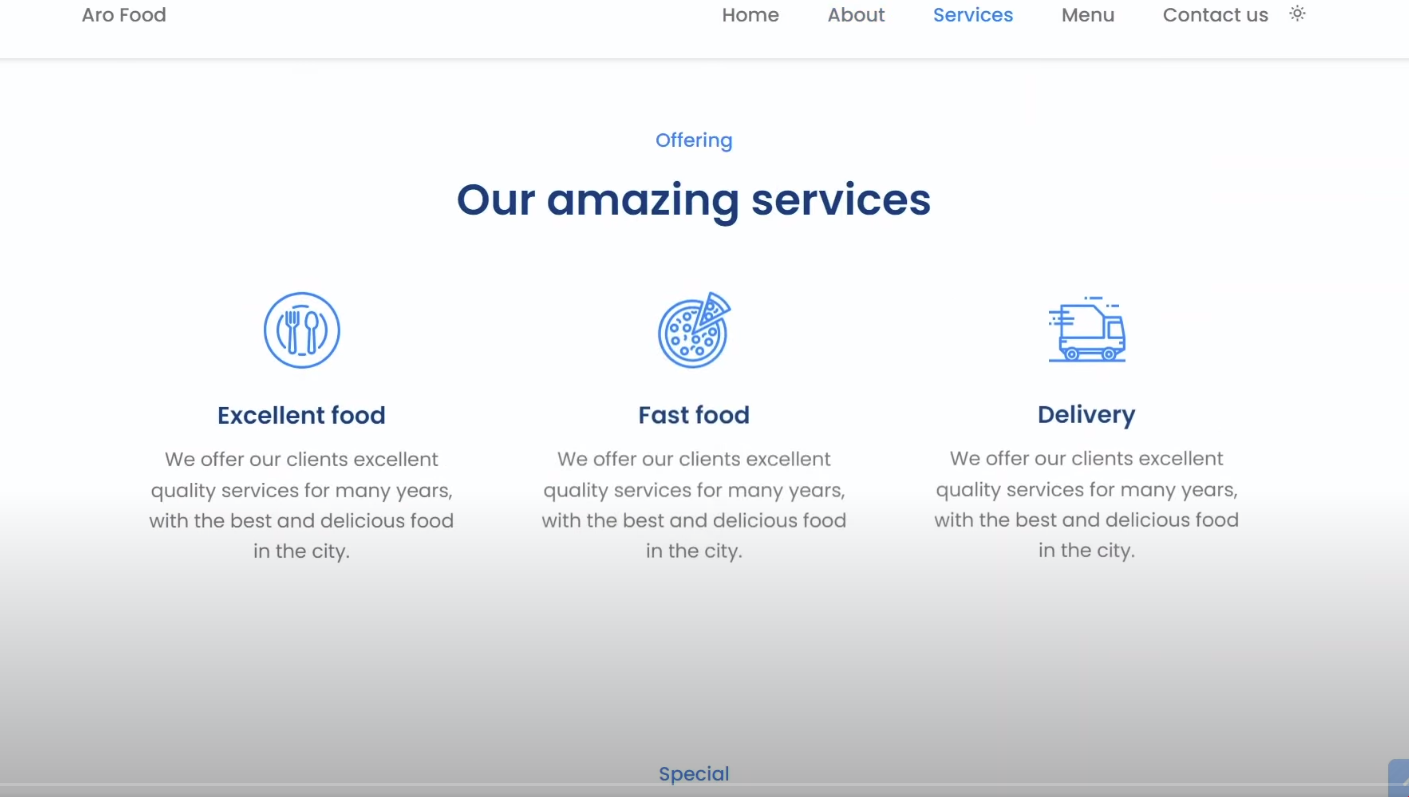 Aro Food
Home
About
Services
Menu
Contact us
Offering
Our amazing services
Excellent food
We offer our clients excellent
quality services for many years,
with the best and delicious food
in the city.
Fast food
We offer our clients excellent
quality services for many years,
with the best and delicious food
in the city.
Delivery
We offer our clients excellent
quality services for many years,
with the best and delicious food
in the city.
Special